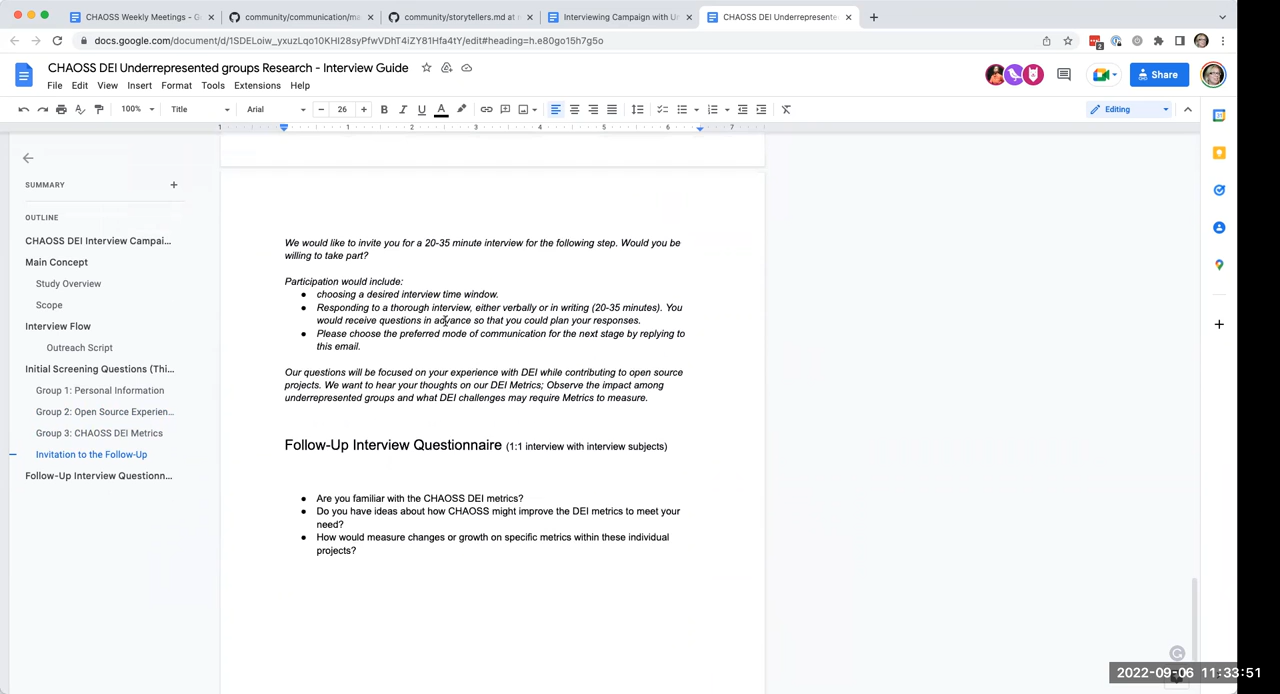 CHAOSS Weekly Meetings - G
community/communication/ma
community/storytellers.md at m
Interviewing Campaign with Un
CHAOSS DEI Underrepresente
docs.google.com/document/d/1SDELoiw_yxuzLqo10KHI28syPfwVDhT4iZY81Hfa4tY/edit#heading=h.e80go15h7g5o
2
CHAOSS DEI Underrepresented groups Research - Interview Guide
File Edit View Insert Format Tools Extensions Help
Share
100% Title Arial 26 Editing
1 1 2 3 4 5 6 7
SUMMARY
OUTLINE
CHAOSS DEI Interview Campai...
Main Concept
Study Overview
Scope
Interview Flow
Outreach Script
Initial Screening Questions (Thi...
Group 1: Personal Information
Group 2: Open Source Experien...
Group 3: CHAOSS DEI Metrics
Invitation to the Follow-Up
Follow-Up Interview Questionn...
We would like to invite you for a 20-35 minute interview for the following step. Would you be
willing to take part?
Participation would include:
● choosing a desired interview time window.
● Responding to a thorough interview, either verbally or in writing (20-35 minutes). You
would receive questions in advance so that you could plan your responses.
● Please choose the preferred mode of communication for the next stage by replying to
this email.
Our questions will be focused on your experience with DEI while contributing to open source
projects. We want to hear your thoughts on our DEI Metrics; Observe the impact among
underrepresented groups and what DEI challenges may require Metrics to measure.
Follow-Up Interview Questionnaire (1:1 interview with interview subjects)
● Are you familiar with the CHAOSS DEI metrics?
● Do you have ideas about how CHAOSS might improve the DEI metrics to meet your
need?
● How would measure changes or growth on specific metrics within these individual
projects?
2022-09-06 11:33:51